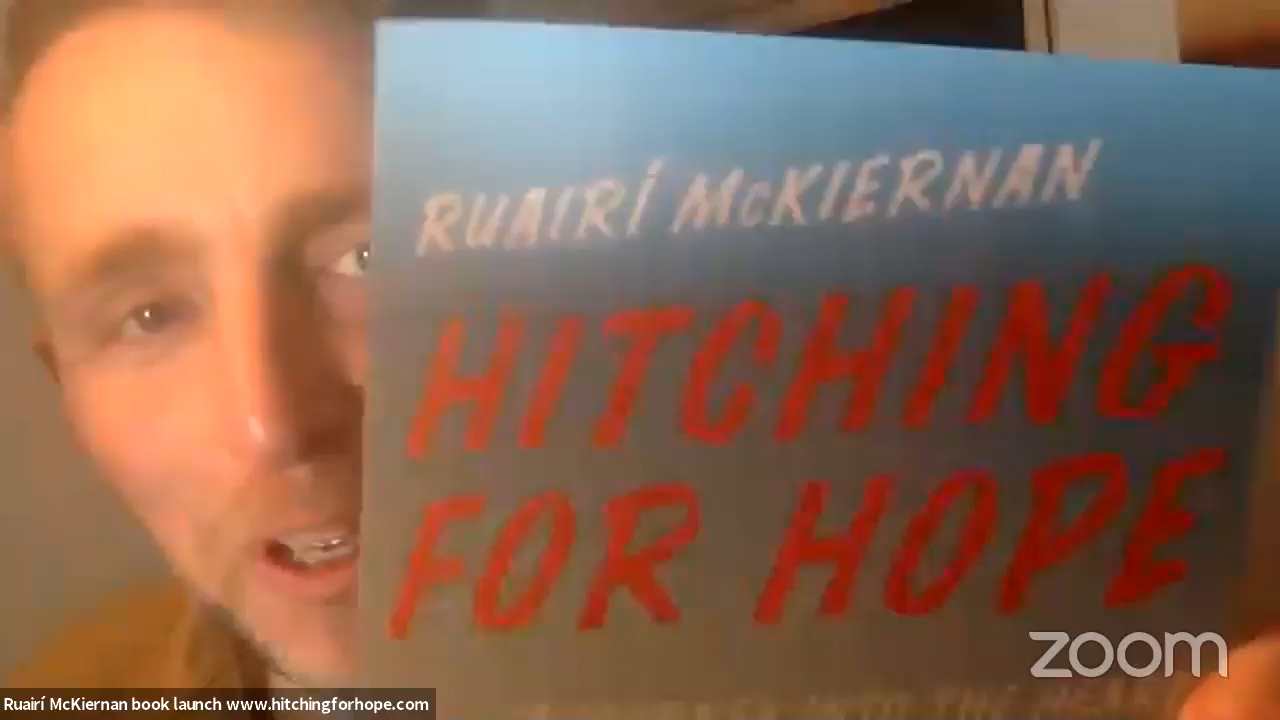 RUAIRÍ McKIERNAN
HITCHING
FOR HOPE
zoom
Ruairí McKiernan book launch www.hitchingforhope.com